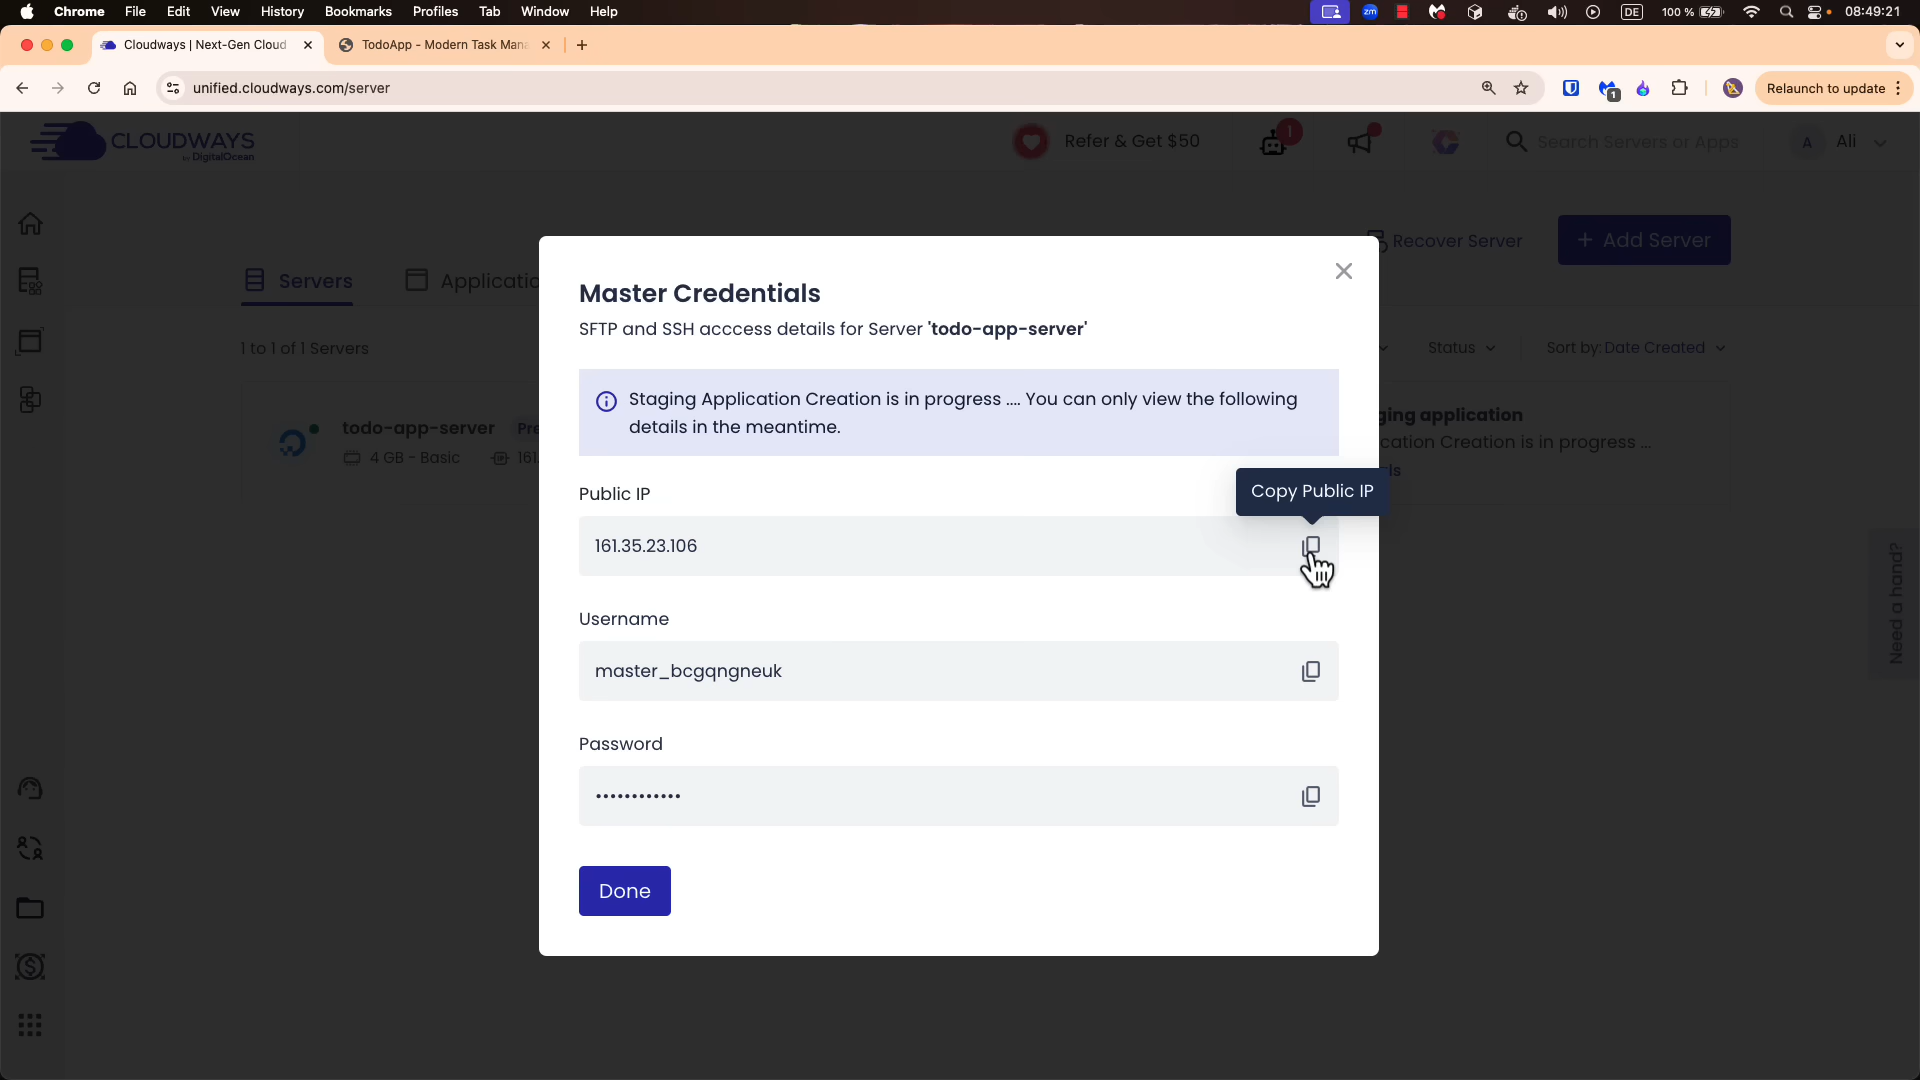 Chrome File Edit View History Bookmarks Profiles Tab Window Help
zm
DE
100 %
08:49:21
Cloudways | Next-Gen Cloud
TodoApp - Modern Task Mana
unified.cloudways.com/server
1
Relaunch to update
CLOUDWAYS
by DigitalOcean
Refer & Get $50
1
Search Servers or Apps
A
Ali
Recover Server
+ Add Server
Servers
Applicatio
1 to 1 of 1 Servers
Status
Sort by: Date Created
todo-app-server
Pre
4 GB - Basic
161.
ging application
cation Creation is in progress ...
ls
Master Credentials
SFTP and SSH acccess details for Server 'todo-app-server'
Staging Application Creation is in progress .... You can only view the following
details in the meantime.
Public IP
Copy Public IP
161.35.23.106
Username
master_bcgqngneuk
Password
••••••••••••
Done
Need a hand?